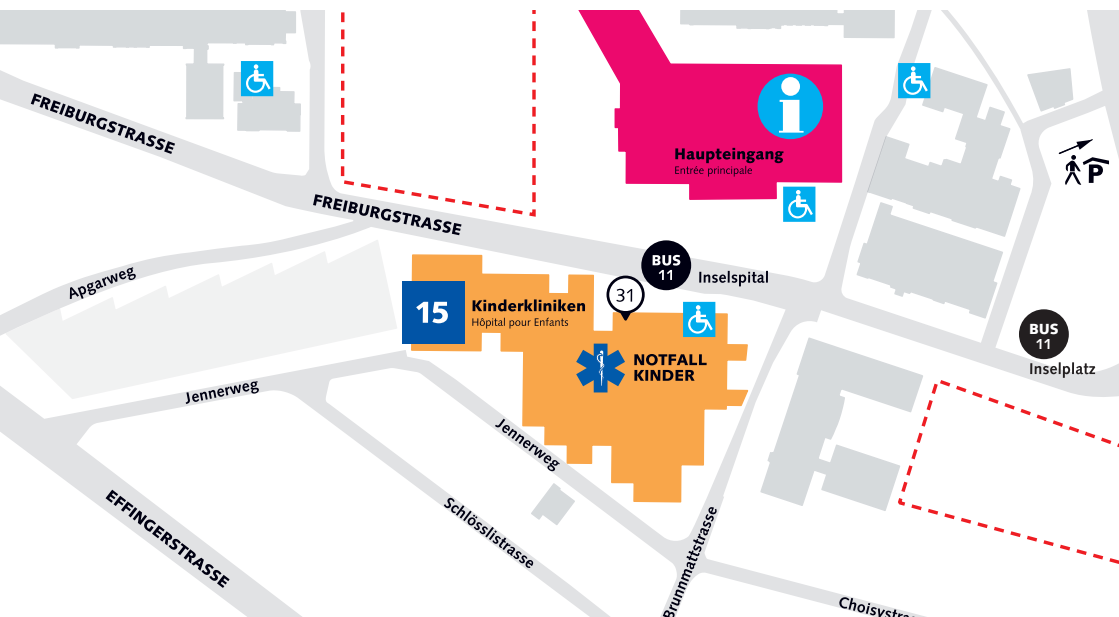 FREIBURGSTRASSE
Haupteingang
Entrée principale
P
FREIBURGSTRASSE
BUS
11
Inselspital
Apgarweg
31
15
Kinderkliniken
Hôpital pour Enfants
BUS
11
Inselplatz
NOTFALL
KINDER
Jennerweg
Jennerweg
EFFINGERSTRASSE
Schlösslistrasse
Brunnmattstrasse
Choisystra